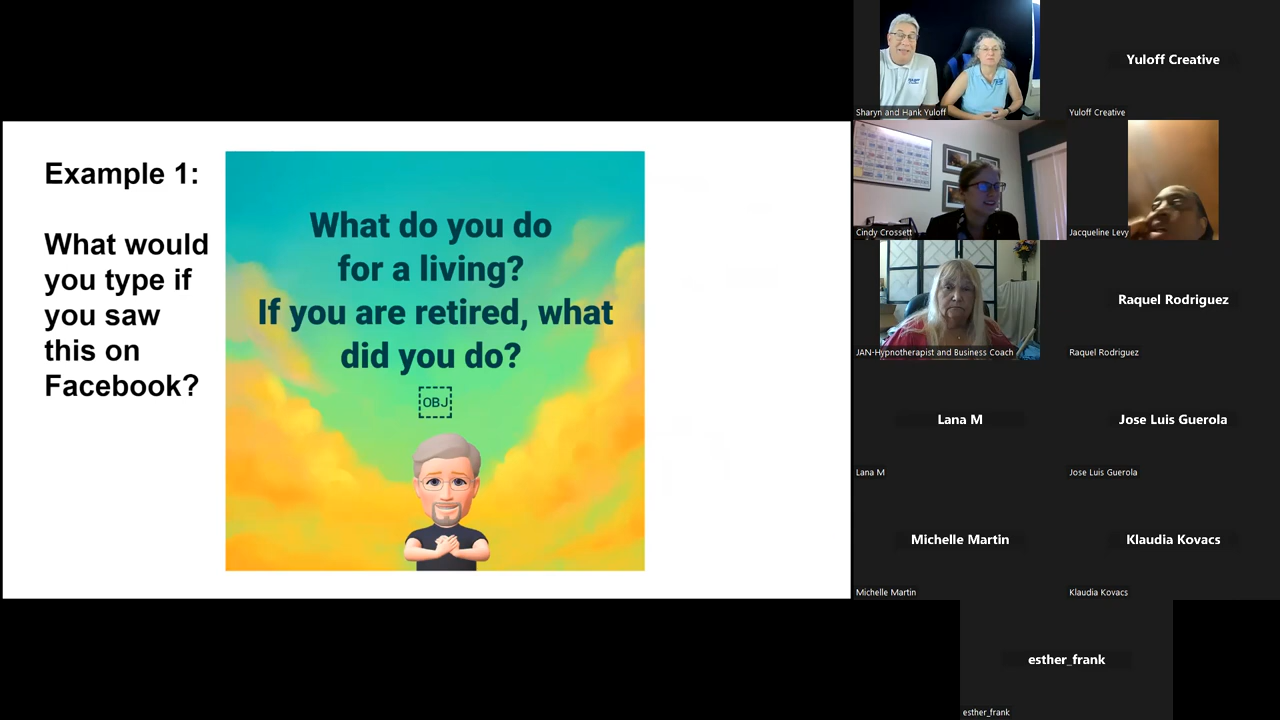 Example 1:
What would
you type if
you saw
this on
Facebook?
What do you do
for a living?
If you are retired, what
did you do?
OBJ
Sharyn and Hank Yuloff
Yuloff Creative
Yuloff Creative
Cindy Crossett
Jacqueline Levy
JAN-Hypnotherapist and Business Coach
Raquel Rodriguez
Raquel Rodriguez
Lana M
Lana M
Jose Luis Guerola
Jose Luis Guerola
Michelle Martin
Michelle Martin
Klaudia Kovacs
Klaudia Kovacs
esther_frank
esther_frank